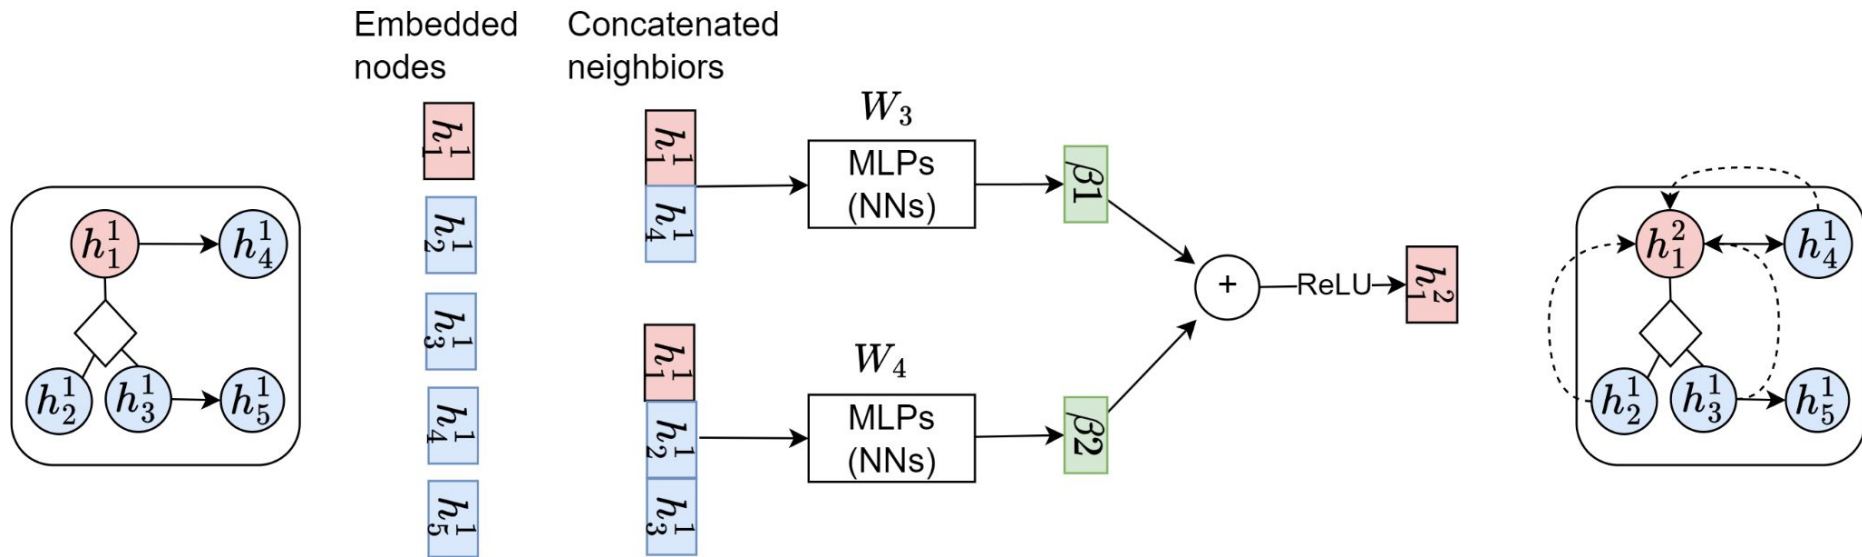 Embedded
nodes
Concatenated
neighbiors
h_1^1
h_4^1
h_2^1
h_3^1
h_5^1
h_1^1
h_2^1
h_3^1
h_4^1
h_5^1
h_1^1
h_4^1
W_3
MLPs
(NNs)
β1
h_1^1
h_2^1
h_3^1
W_4
MLPs
(NNs)
β2
+
ReLU
h_1^2
h_1^2
h_4^1
h_2^1
h_3^1
h_5^1